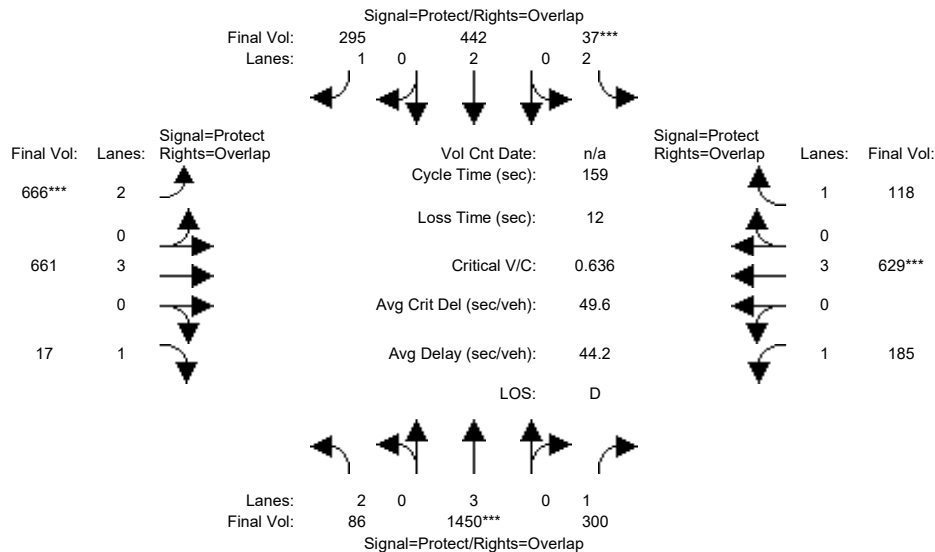 Signal=Protect/Rights=Overlap
Final Vol: 295 442 37***
Lanes: 1 0 2 0 2
Signal=Protect
Final Vol: Lanes: Rights=Overlap
Vol Cnt Date: n/a
Signal=Protect
Rights=Overlap Lanes: Final Vol:
Cycle Time (sec): 159
666*** 2
1 118
Loss Time (sec): 12
0
0
661 3
Critical V/C: 0.636
3 629***
0
Avg Crit Del (sec/veh): 49.6
0
17 1
Avg Delay (sec/veh): 44.2
1 185
LOS: D
Lanes: 2 0 3 0 1
Final Vol: 86 1450*** 300
Signal=Protect/Rights=Overlap